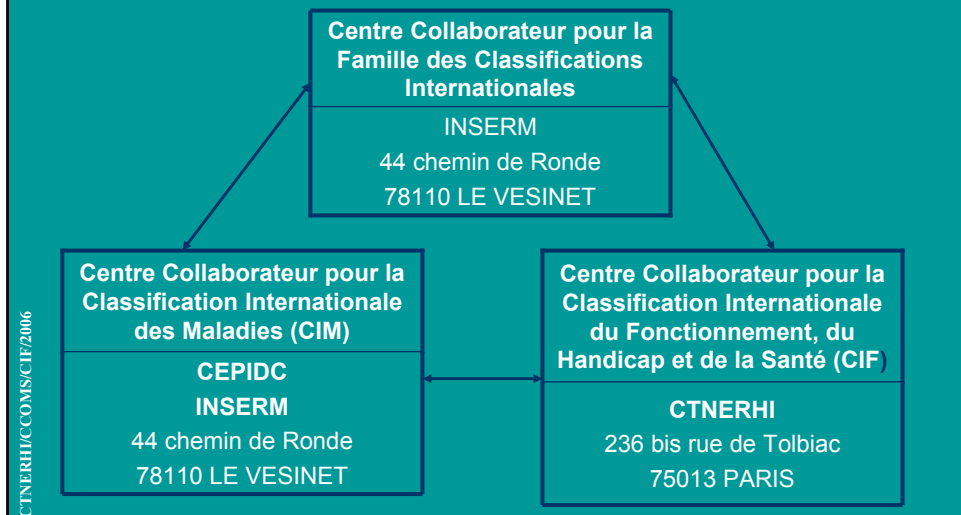 Centre Collaborateur pour la
Famille des Classifications
Internationales
INSERM
44 chemin de Ronde
78110 LE VESINET
Centre Collaborateur pour la
Classification Internationale
des Maladies (CIM)
CEPIDC
INSERM
44 chemin de Ronde
78110 LE VESINET
Centre Collaborateur pour la
Classification Internationale
du Fonctionnement, du
Handicap et de la Santé (CIF)
CTNERHI
236 bis rue de Tolbiac
75013 PARIS
CTNERHI/CCOMS/CIF/2006